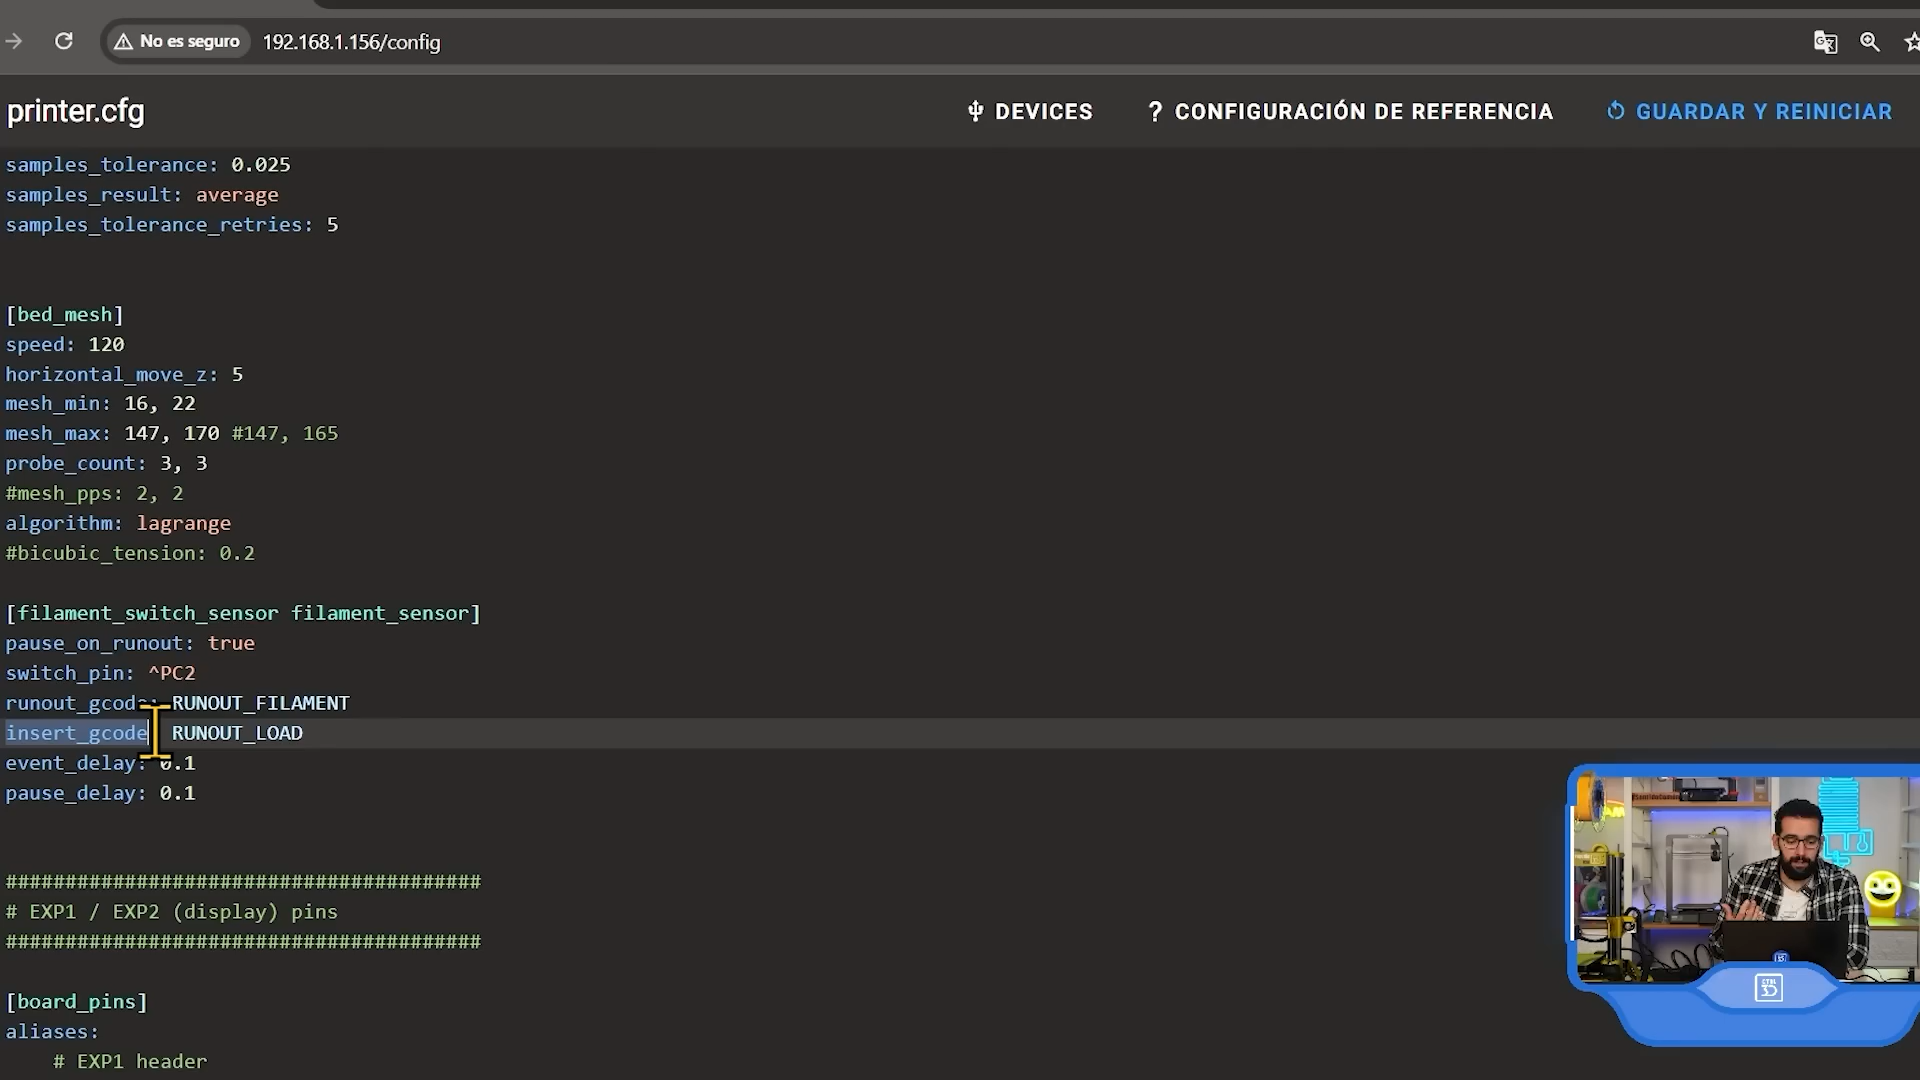 No es seguro 192.168.1.156/config
printer.cfg DEVICES ? CONFIGURACIÓN DE REFERENCIA GUARDAR Y REINICIAR
samples_tolerance: 0.025
samples_result: average
samples_tolerance_retries: 5
[bed_mesh]
speed: 120
horizontal_move_z: 5
mesh_min: 16, 22
mesh_max: 147, 170 #147, 165
probe_count: 3, 3
#mesh_pps: 2, 2
algorithm: lagrange
#bicubic_tension: 0.2
[filament_switch_sensor filament_sensor]
pause_on_runout: true
switch_pin: ^PC2
runout_gcode: RUNOUT_FILAMENT
insert_gcode RUNOUT_LOAD
event_delay: 0.1
pause_delay: 0.1
########################################
# EXP1 / EXP2 (display) pins
########################################
[board_pins]
aliases:
# EXP1 header